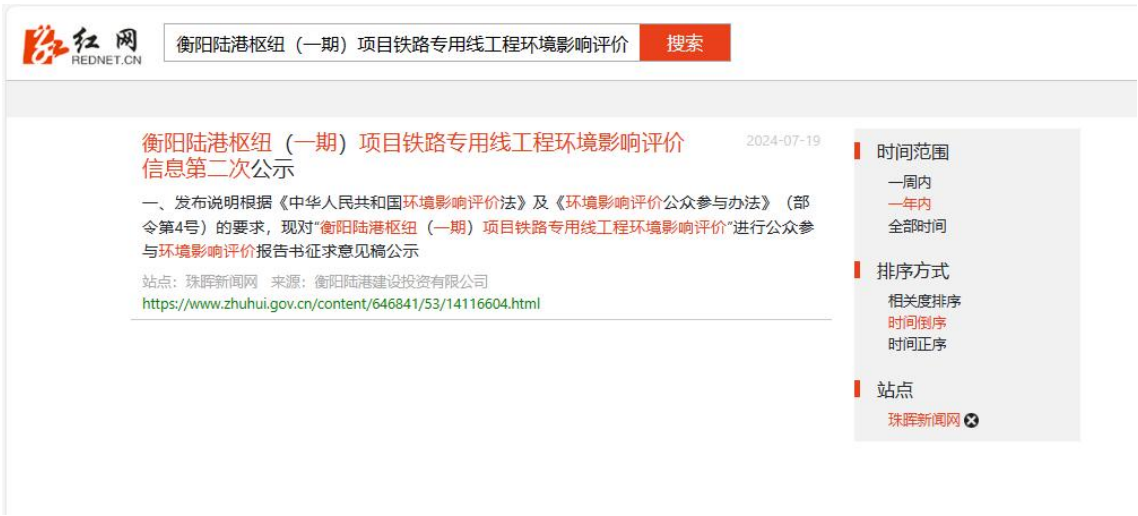 红网
REDNET.CN
衡阳陆港枢纽（一期）项目铁路专用线工程环境影响评价
搜索
衡阳陆港枢纽（一期）项目铁路专用线工程环境影响评价
信息第二次公示
2024-07-19
一、发布说明根据《中华人民共和国环境影响评价法》及《环境影响评价公众参与办法》（部
令第4号）的要求，现对“衡阳陆港枢纽（一期）项目铁路专用线工程环境影响评价”进行公众参
与环境影响评价报告书征求意见稿公示
站点：珠晖新闻网 来源：衡阳陆港建设投资有限公司
https://www.zhuhui.gov.cn/content/646841/53/14116604.html
时间范围
一周内
一年内
全部时间
排序方式
相关度排序
时间倒序
时间正序
站点
珠晖新闻网